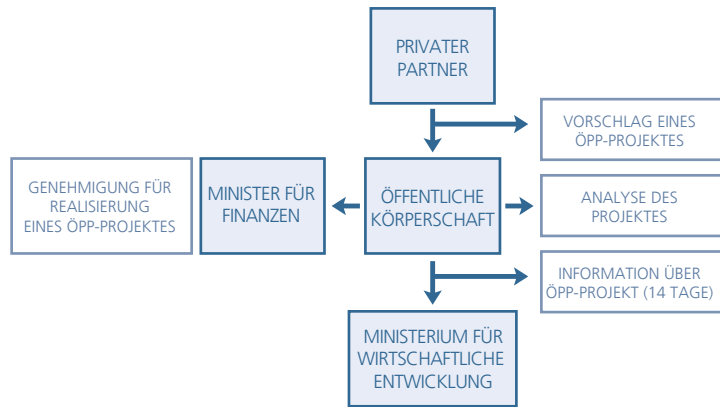 PRIVATER
PARTNER
VORSCHLAG EINES
ÖPP-PROJEKTES
GENEHMIGUNG FÜR
REALISIERUNG
EINES ÖPP-PROJEKTES
MINISTER FÜR
FINANZEN
ÖFFENTLICHE
KÖRPERSCHAFT
ANALYSE DES
PROJEKTES
INFORMATION ÜBER
ÖPP-PROJEKT (14 TAGE)
MINISTERIUM FÜR
WIRTSCHAFTLICHE
ENTWICKLUNG